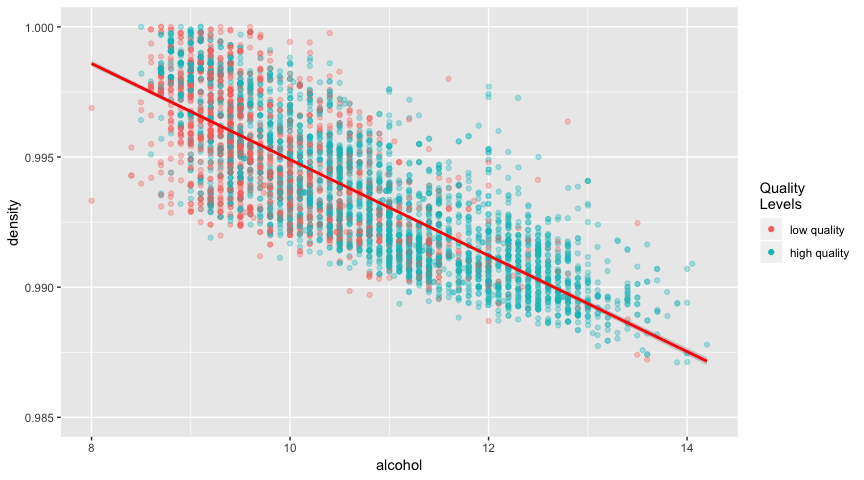 1.000
0.995
0.990
0.985
density
8
10
12
14
alcohol
Quality
Levels
low quality
high quality